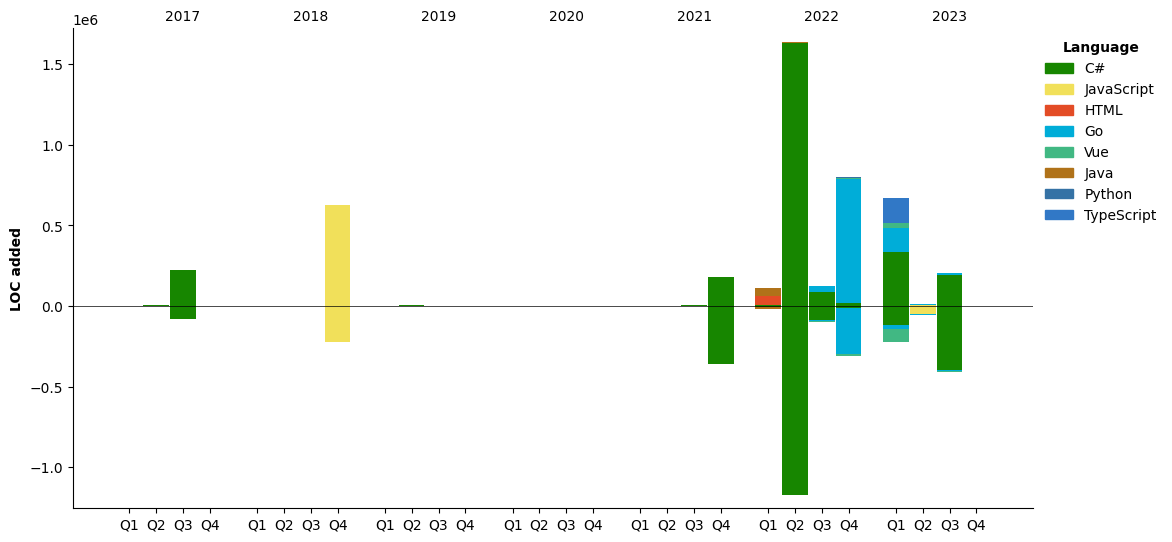 1e6
2017 2018 2019 2020 2021 2022 2023
LOC added
1.5
1.0
0.5
0.0
−0.5
−1.0
Q1 Q2 Q3 Q4 Q1 Q2 Q3 Q4 Q1 Q2 Q3 Q4 Q1 Q2 Q3 Q4 Q1 Q2 Q3 Q4 Q1 Q2 Q3 Q4 Q1 Q2 Q3 Q4
Language
C#
JavaScript
HTML
Go
Vue
Java
Python
TypeScript